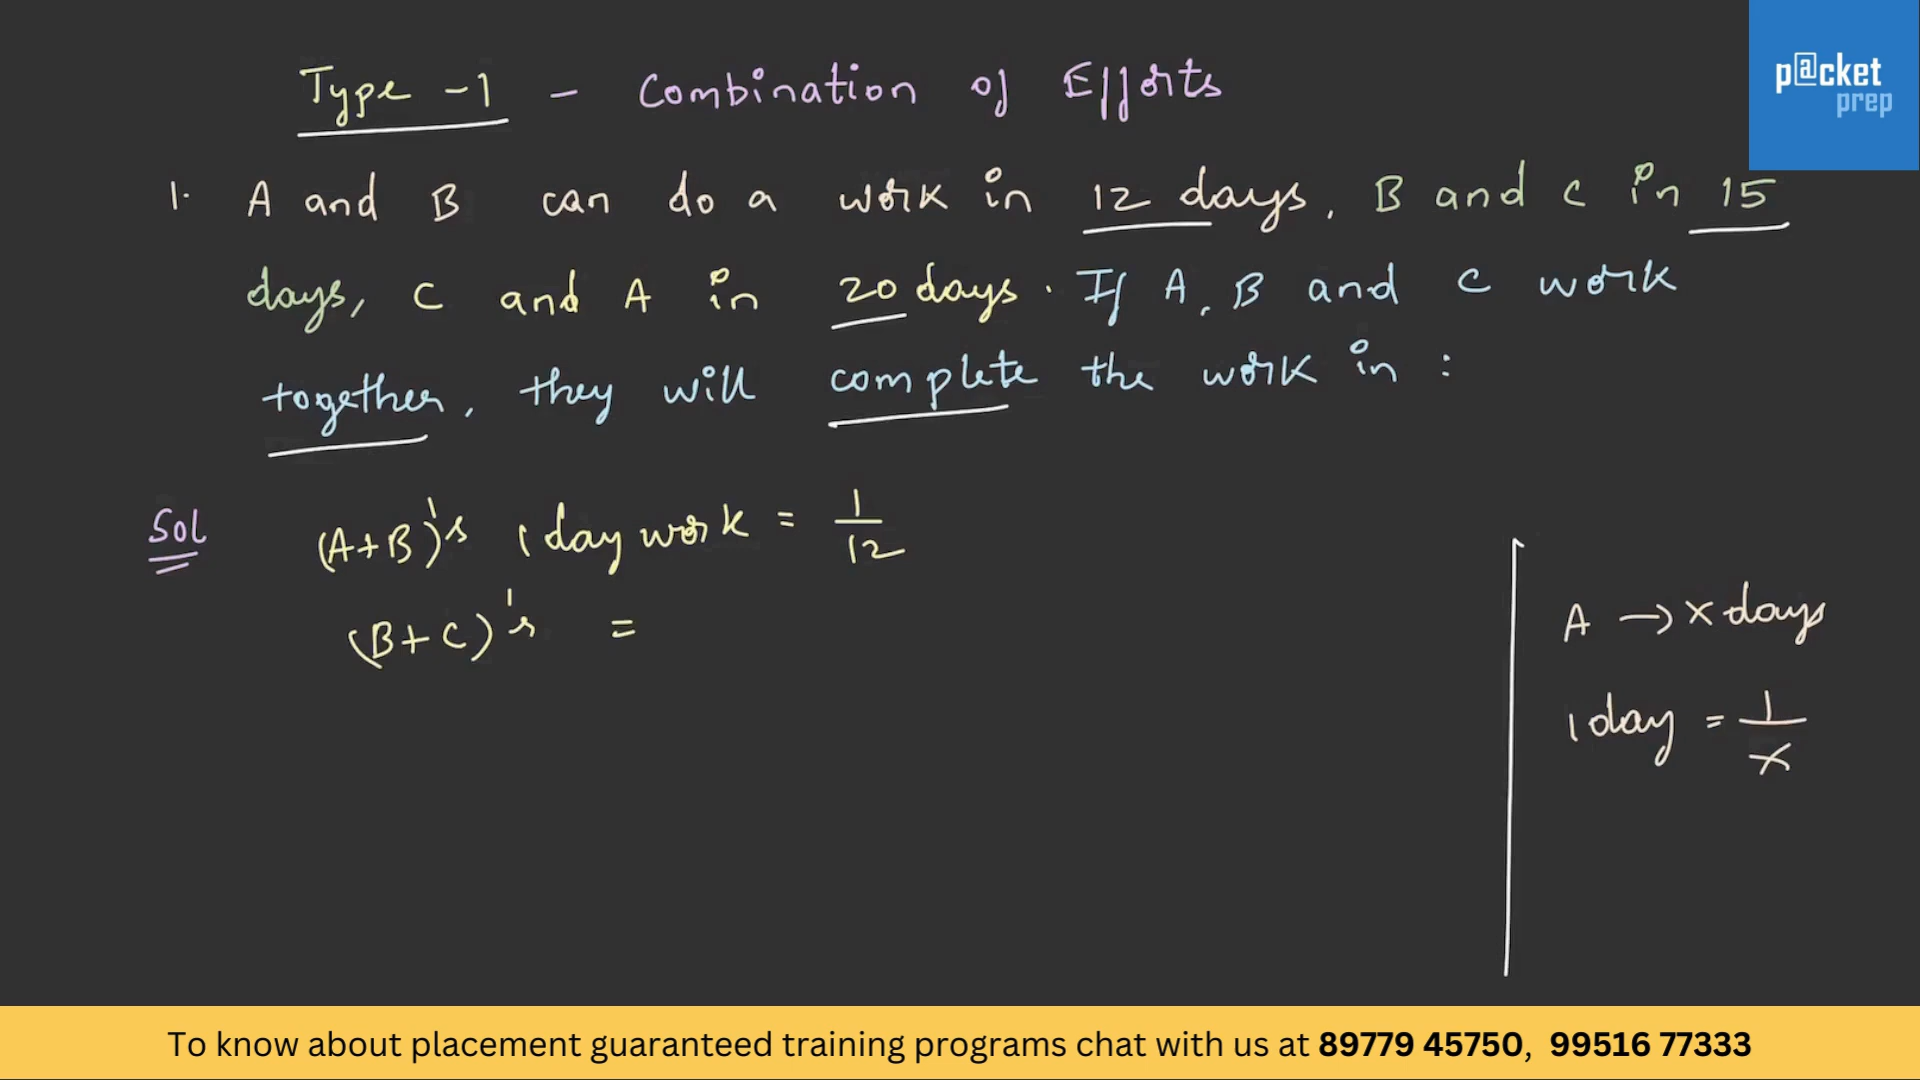 p@cket
prep
Type -1 - Combination of Efforts
1. A and B can do a work in 12 days, B and C in 15
days, C and A in 20 days. If A, B and C work
together, they will complete the work in :
Sol
(A+B)'s 1 day work = 1/12
(B+C)'s =
A → x days
1 day = 1/x
To know about placement guaranteed training programs chat with us at 89779 45750, 99516 77333